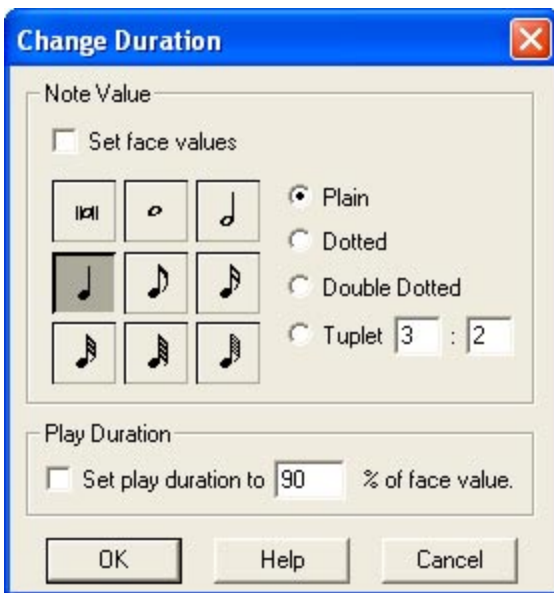 Change Duration
Note Value
Set face values
Plain
Dotted
Double Dotted
Tuplet 3 : 2
Play Duration
Set play duration to 90 % of face value.
OK Help Cancel